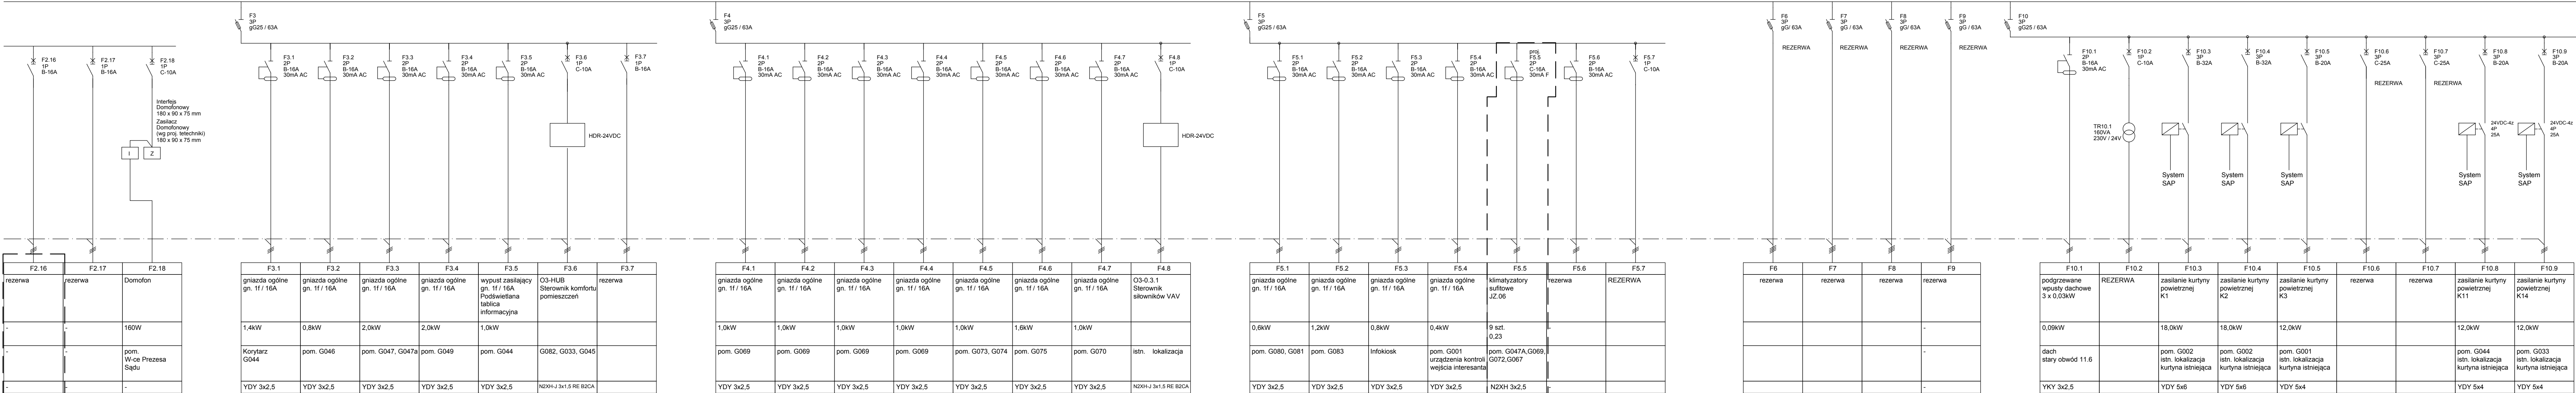 F3
3P
gG25 / 63A
F4
3P
gG25 / 63A
F5
3P
gG25 / 63A
F6
3P
gG/ 63A
REZERWA
F7
3P
gG / 63A
REZERWA
F8
3P
gG / 63A
REZERWA
F9
3P
gG / 63A
REZERWA
F10
3P
gG25 / 63A
F2.16
1P
B-16A
F2.17
1P
B-16A
F2.18
1P
C-10A
Interfejs
Domofonowy
180 x 90 x 75 mm
Zasilacz
Domofonowy
(wg proj. teletechniki)
180 x 90 x 75 mm
I
Z
F3.1
2P
B-16A
30mA AC
F3.2
2P
B-16A
30mA AC
F3.3
2P
B-16A
30mA AC
F3.4
2P
B-16A
30mA AC
F3.5
2P
B-16A
30mA AC
F3.6
1P
C-10A
HDR-24VDC
F3.7
1P
B-16A
F4.1
2P
B-16A
30mA AC
F4.2
2P
B-16A
30mA AC
F4.3
2P
B-16A
30mA AC
F4.4
2P
B-16A
30mA AC
F4.5
2P
B-16A
30mA AC
F4.6
2P
B-16A
30mA AC
F4.7
2P
B-16A
30mA AC
F4.8
1P
C-10A
HDR-24VDC
F5.1
2P
B-16A
30mA AC
F5.2
2P
B-16A
30mA AC
F5.3
2P
B-16A
30mA AC
F5.4
2P
B-16A
30mA AC
proj.
F5.5
2P
C-16A
30mA F
F5.6
2P
B-16A
30mA AC
F5.7
1P
C-10A
F10.1
2P
B-16A
30mA AC
F10.2
1P
C-10A
TR10.1
160VA
230V / 24V
F10.3
3P
B-32A
System
SAP
F10.4
3P
B-32A
System
SAP
F10.5
3P
B-20A
System
SAP
F10.6
3P
C-25A
REZERWA
F10.7
3P
C-25A
REZERWA
F10.8
3P
B-20A
24VDC-4z
4P
25A
System
SAP
F10.9
3P
B-20A
24VDC-4z
4P
25A
System
SAP
F2.16 F2.17 F2.18
rezerwa rezerwa Domofon
- - 160W
- - pom.
W-ce Prezesa
Sądu
- - -
F3.1 F3.2 F3.3 F3.4 F3.5 F3.6 F3.7
gniazda ogólne gniazda ogólne gniazda ogólne gniazda ogólne wypust zasilający O3-HUB rezerwa
gn. 1f / 16A gn. 1f / 16A gn. 1f / 16A gn. 1f / 16A gn. 1f / 16A Sterownik komfortu
Podświetlana pomieszczeń
tablica
informacyjna
1,4kW 0,8kW 2,0kW 2,0kW 1,0kW
Korytarz pom. G046 pom. G047, G047a pom. G049 pom. G044 G082, G033, G045
G044
YDY 3x2,5 YDY 3x2,5 YDY 3x2,5 YDY 3x2,5 YDY 3x2,5 N2XH-J 3x1,5 RE B2CA
F4.1 F4.2 F4.3 F4.4 F4.5 F4.6 F4.7 F4.8
gniazda ogólne gniazda ogólne gniazda ogólne gniazda ogólne gniazda ogólne gniazda ogólne gniazda ogólne O3-0.3.1
gn. 1f / 16A gn. 1f / 16A gn. 1f / 16A gn. 1f / 16A gn. 1f / 16A gn. 1f / 16A gn. 1f / 16A Sterownik
siłowników VAV
1,0kW 1,0kW 1,0kW 1,0kW 1,0kW 1,6kW 1,0kW
pom. G069 pom. G069 pom. G069 pom. G069 pom. G073, G074 pom. G075 pom. G070 istn. lokalizacja
YDY 3x2,5 YDY 3x2,5 YDY 3x2,5 YDY 3x2,5 YDY 3x2,5 YDY 3x2,5 YDY 3x2,5 N2XH-J 3x1,5 RE B2CA
F5.1 F5.2 F5.3 F5.4 F5.5 F5.6 F5.7
gniazda ogólne gniazda ogólne gniazda ogólne gniazda ogólne klimatyzatory rezerwa REZERWA
gn. 1f / 16A gn. 1f / 16A gn. 1f / 16A gn. 1f / 16A sufitowe
JZ.06
0,6kW 1,2kW 0,8kW 0,4kW 9 szt. -
0,23
pom. G080, G081 pom. G083 Infokiosk pom. G001 pom. G047A,G069, -
urządzenia kontroli G072,G067
wejścia interesanta
YDY 3x2,5 YDY 3x2,5 YDY 3x2,5 YDY 3x2,5 N2XH 3x2,5 -
F6 F7 F8 F9
rezerwa rezerwa rezerwa rezerwa
-
-
-
F10.1 F10.2 F10.3 F10.4 F10.5 F10.6 F10.7 F10.8 F10.9
podgrzewane REZERWA zasilanie kurtyny zasilanie kurtyny zasilanie kurtyny rezerwa rezerwa zasilanie kurtyny zasilanie kurtyny
wpusty dachowe powietrznej powietrznej powietrznej powietrznej powietrznej
3 x 0,03kW K1 K2 K3 K11 K14
0,09kW 18,0kW 18,0kW 12,0kW 12,0kW 12,0kW
dach pom. G002 pom. G002 pom. G001 pom. G044 pom. G033
stary obwód 11.6 istn. lokalizacja istn. lokalizacja istn. lokalizacja istn. lokalizacja istn. lokalizacja
kurtyna istniejąca kurtyna istniejąca kurtyna istniejąca kurtyna istniejąca kurtyna istniejąca
YKY 3x2,5 YDY 5x6 YDY 5x6 YDY 5x4 YDY 5x4 YDY 5x4